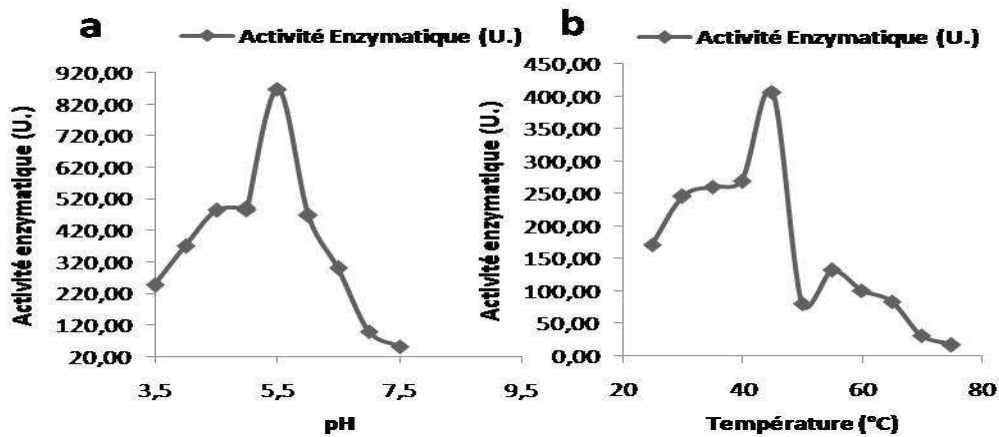 a
Activité Enzymatique (U.)
Activité enzymatique (U.)
920,00
820,00
720,00
620,00
520,00
420,00
320,00
220,00
120,00
20,00
3,5 5,5 7,5 9,5
pH
b
Activité Enzymatique (U.)
Activité enzymatique (U.)
450,00
400,00
350,00
300,00
250,00
200,00
150,00
100,00
50,00
0,00
20 40 60 80
Température (°C)